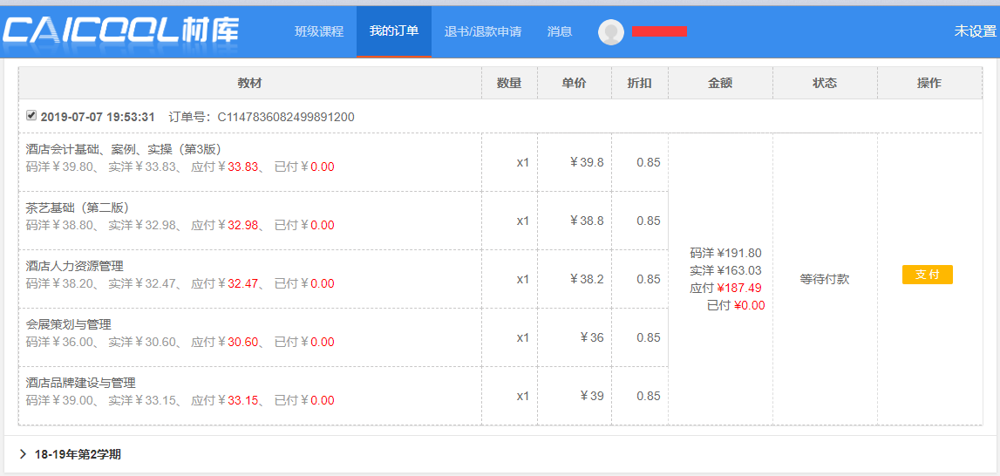 CAICOOL村库 班级课程 我的订单 退书/退款申请 消息 未设置
教材 数量 单价 折扣 金额 状态 操作
2019-07-07 19:53:31 订单号：C1147836082499891200
酒店会计基础、案例、实操（第3版）
码洋￥39.80、 实洋￥33.83、 应付￥33.83、 已付￥0.00
x1 ￥39.8 0.85
茶艺基础（第二版）
码洋￥38.80、 实洋￥32.98、 应付￥32.98、 已付￥0.00
x1 ￥38.8 0.85
酒店人力资源管理
码洋￥38.20、 实洋￥32.47、 应付￥32.47、 已付￥0.00
x1 ￥38.2 0.85
会展策划与管理
码洋￥36.00、 实洋￥30.60、 应付￥30.60、 已付￥0.00
x1 ￥36 0.85
酒店品牌建设与管理
码洋￥39.00、 实洋￥33.15、 应付￥33.15、 已付￥0.00
x1 ￥39 0.85
码洋 ¥191.80
实洋 ¥163.03
应付 ¥187.49
已付 ¥0.00
等待付款
支付
18-19年第2学期